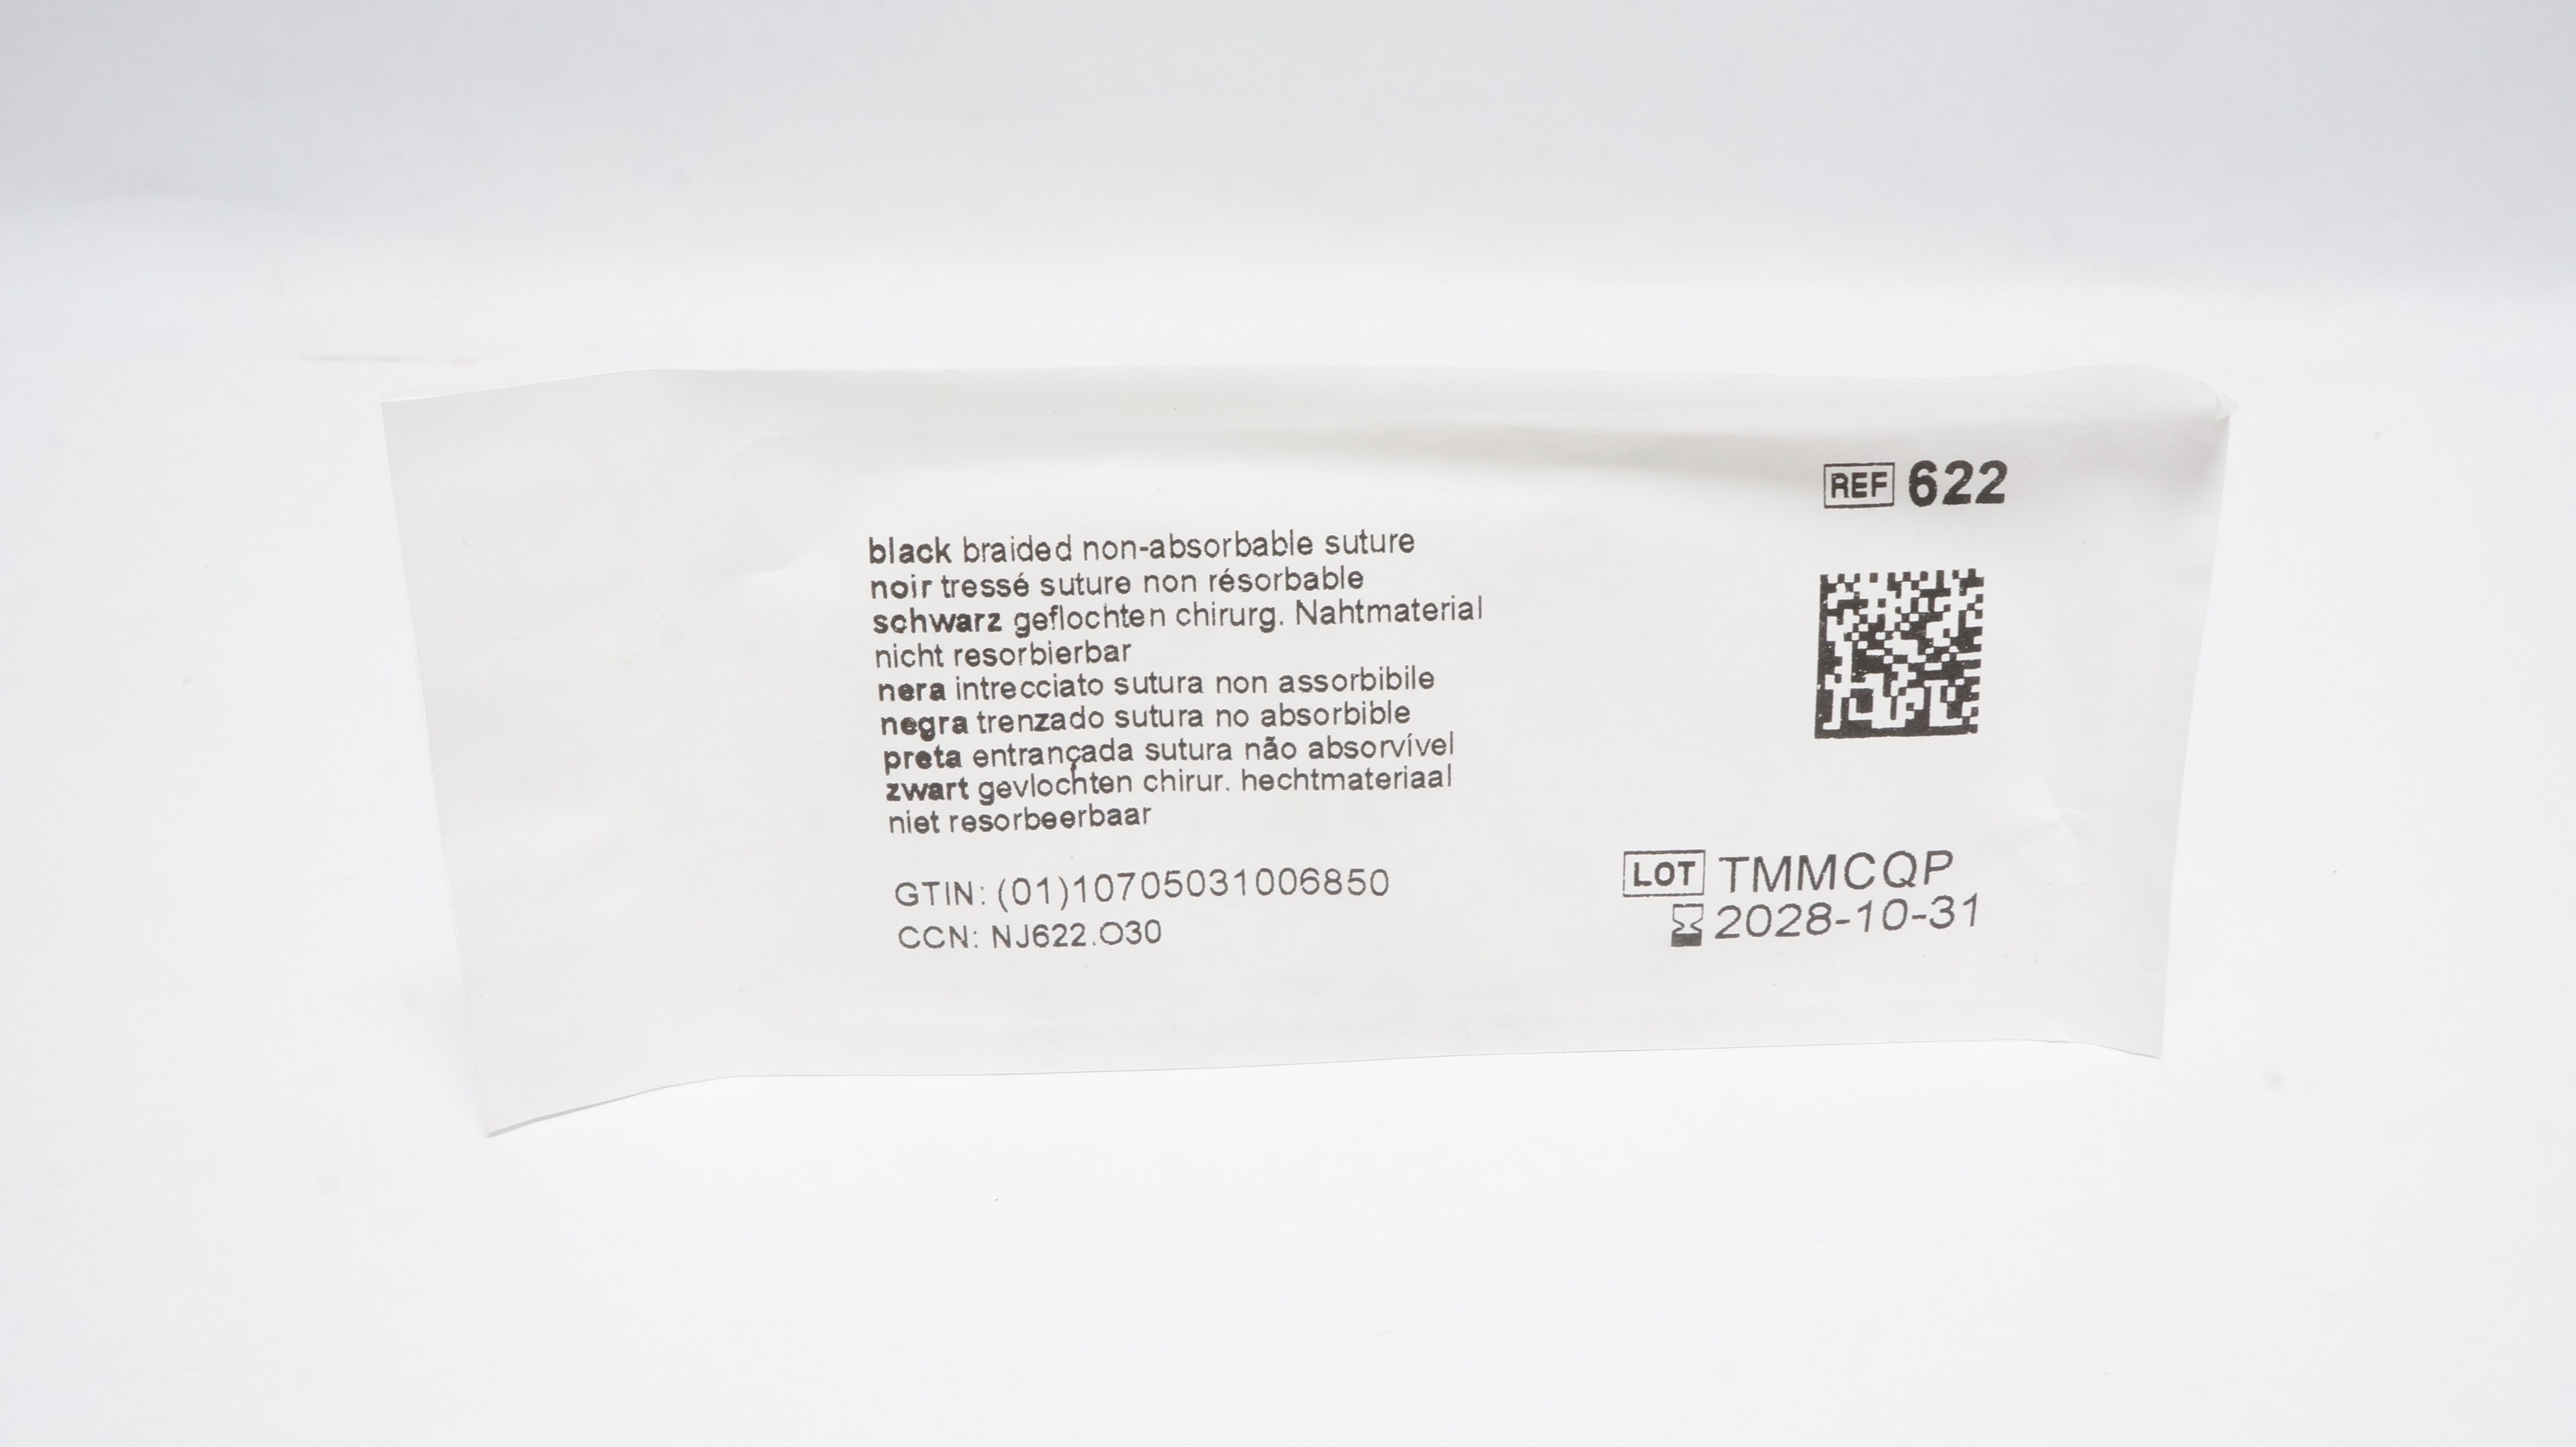 REF 622
black braided non-absorbable suture
noir tressé suture non résorbable
schwarz geflochten chirurg. Nahtmaterial
nicht resorbierbar
nera intrecciato sutura non assorbibile
negra trenzado sutura no absorbible
preta entrançada sutura não absorvível
zwart gevlochten chirur. hechtmateriaal
niet resorbeerbaar
GTIN: (01)10705031006850
CCN: NJ622.O30
LOT TMMCQP
2028-10-31